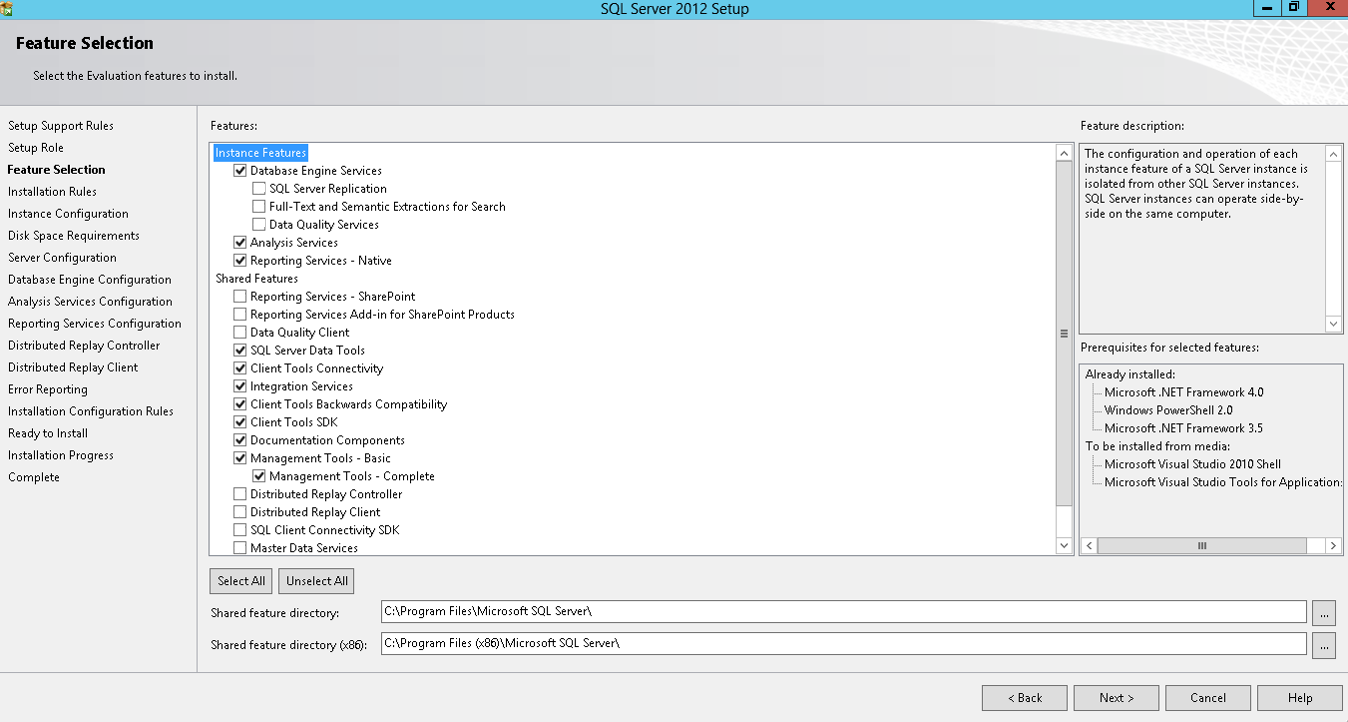 SQL Server 2012 Setup
Feature Selection
Select the Evaluation features to install.
Setup Support Rules
Setup Role
Feature Selection
Installation Rules
Instance Configuration
Disk Space Requirements
Server Configuration
Database Engine Configuration
Analysis Services Configuration
Reporting Services Configuration
Distributed Replay Controller
Distributed Replay Client
Error Reporting
Installation Configuration Rules
Ready to Install
Installation Progress
Complete
Features:
Instance Features
Database Engine Services
SQL Server Replication
Full-Text and Semantic Extractions for Search
Data Quality Services
Analysis Services
Reporting Services - Native
Shared Features
Reporting Services - SharePoint
Reporting Services Add-in for SharePoint Products
Data Quality Client
SQL Server Data Tools
Client Tools Connectivity
Integration Services
Client Tools Backwards Compatibility
Client Tools SDK
Documentation Components
Management Tools - Basic
Management Tools - Complete
Distributed Replay Controller
Distributed Replay Client
SQL Client Connectivity SDK
Master Data Services
Feature description:
The configuration and operation of each
instance feature of a SQL Server instance is
isolated from other SQL Server instances.
SQL Server instances can operate side-by-
side on the same computer.
Prerequisites for selected features:
Already installed:
Microsoft .NET Framework 4.0
Windows PowerShell 2.0
Microsoft .NET Framework 3.5
To be installed from media:
Microsoft Visual Studio 2010 Shell
Microsoft Visual Studio Tools for Application:
Select All
Unselect All
Shared feature directory:
C:\Program Files\Microsoft SQL Server\
...
Shared feature directory (x86):
C:\Program Files (x86)\Microsoft SQL Server\
...
< Back
Next >
Cancel
Help